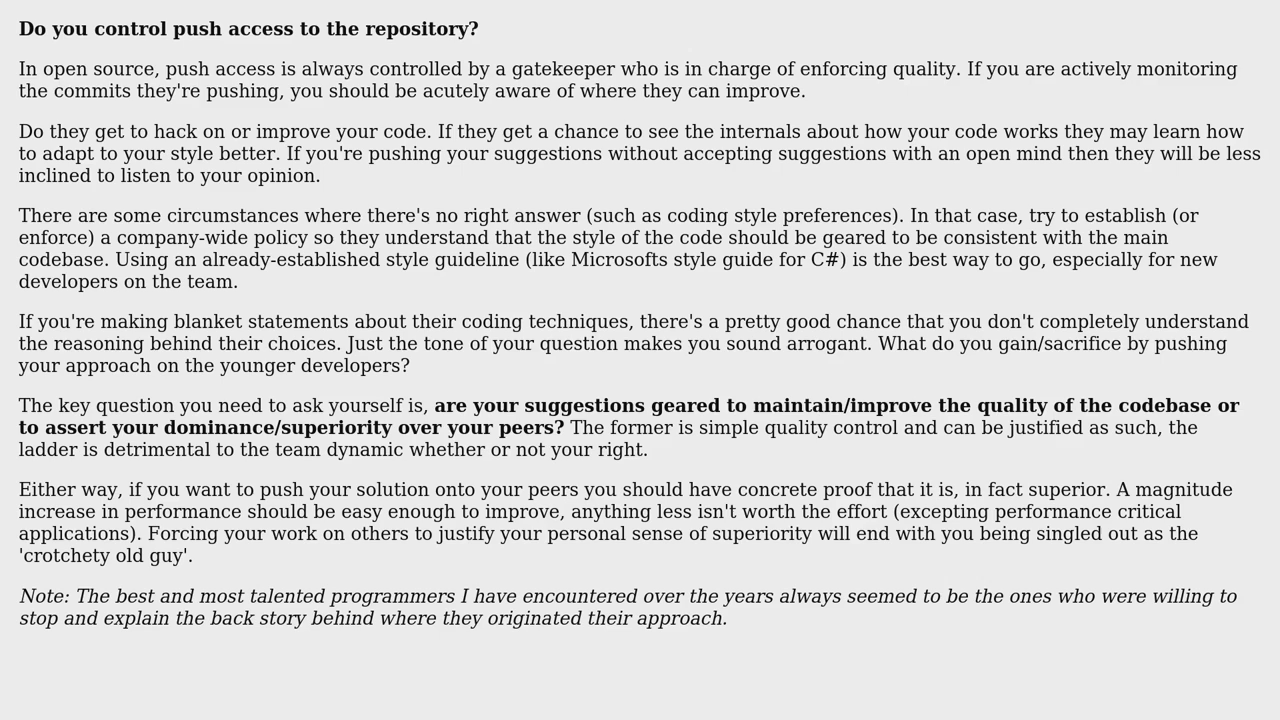 Do you control push access to the repository?
In open source, push access is always controlled by a gatekeeper who is in charge of enforcing quality. If you are actively monitoring
the commits they're pushing, you should be acutely aware of where they can improve.
Do they get to hack on or improve your code. If they get a chance to see the internals about how your code works they may learn how
to adapt to your style better. If you're pushing your suggestions without accepting suggestions with an open mind then they will be less
inclined to listen to your opinion.
There are some circumstances where there's no right answer (such as coding style preferences). In that case, try to establish (or
enforce) a company-wide policy so they understand that the style of the code should be geared to be consistent with the main
codebase. Using an already-established style guideline (like Microsofts style guide for C#) is the best way to go, especially for new
developers on the team.
If you're making blanket statements about their coding techniques, there's a pretty good chance that you don't completely understand
the reasoning behind their choices. Just the tone of your question makes you sound arrogant. What do you gain/sacrifice by pushing
your approach on the younger developers?
The key question you need to ask yourself is, are your suggestions geared to maintain/improve the quality of the codebase or
to assert your dominance/superiority over your peers? The former is simple quality control and can be justified as such, the
ladder is detrimental to the team dynamic whether or not your right.
Either way, if you want to push your solution onto your peers you should have concrete proof that it is, in fact superior. A magnitude
increase in performance should be easy enough to improve, anything less isn't worth the effort (excepting performance critical
applications). Forcing your work on others to justify your personal sense of superiority will end with you being singled out as the
'crotchety old guy'.
Note: The best and most talented programmers I have encountered over the years always seemed to be the ones who were willing to
stop and explain the back story behind where they originated their approach.